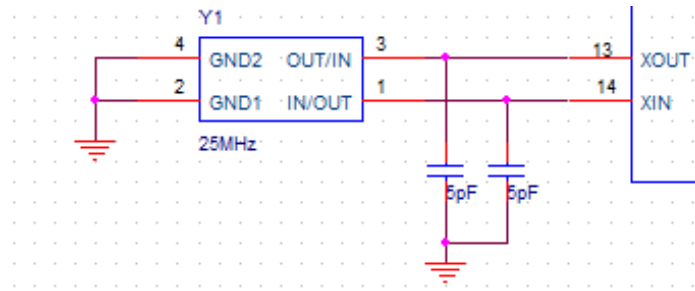 Y1
4 GND2 OUT/IN 3 13 XOUT
2 GND1 IN/OUT 1 14 XIN
25MHz
5pF 5pF